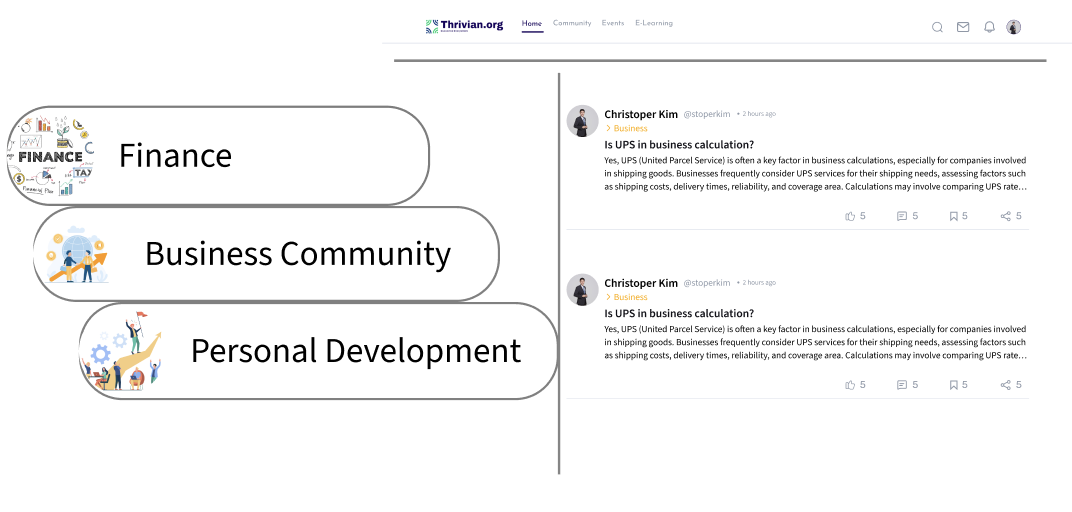 Thrivian.org
Home Community Events E-Learning
FINANCE
TAX
Financing Plan
Finance
Business Community
Personal Development
Christoper Kim @stoperkim • 2 hours ago
Business
Is UPS in business calculation?
Yes, UPS (United Parcel Service) is often a key factor in business calculations, especially for companies involved
in shipping goods. Businesses frequently consider UPS services for their shipping needs, assessing factors such
as shipping costs, delivery times, reliability, and coverage area. Calculations may involve comparing UPS rate...
5 5 5 5
Christoper Kim @stoperkim • 2 hours ago
Business
Is UPS in business calculation?
Yes, UPS (United Parcel Service) is often a key factor in business calculations, especially for companies involved
in shipping goods. Businesses frequently consider UPS services for their shipping needs, assessing factors such
as shipping costs, delivery times, reliability, and coverage area. Calculations may involve comparing UPS rate...
5 5 5 5